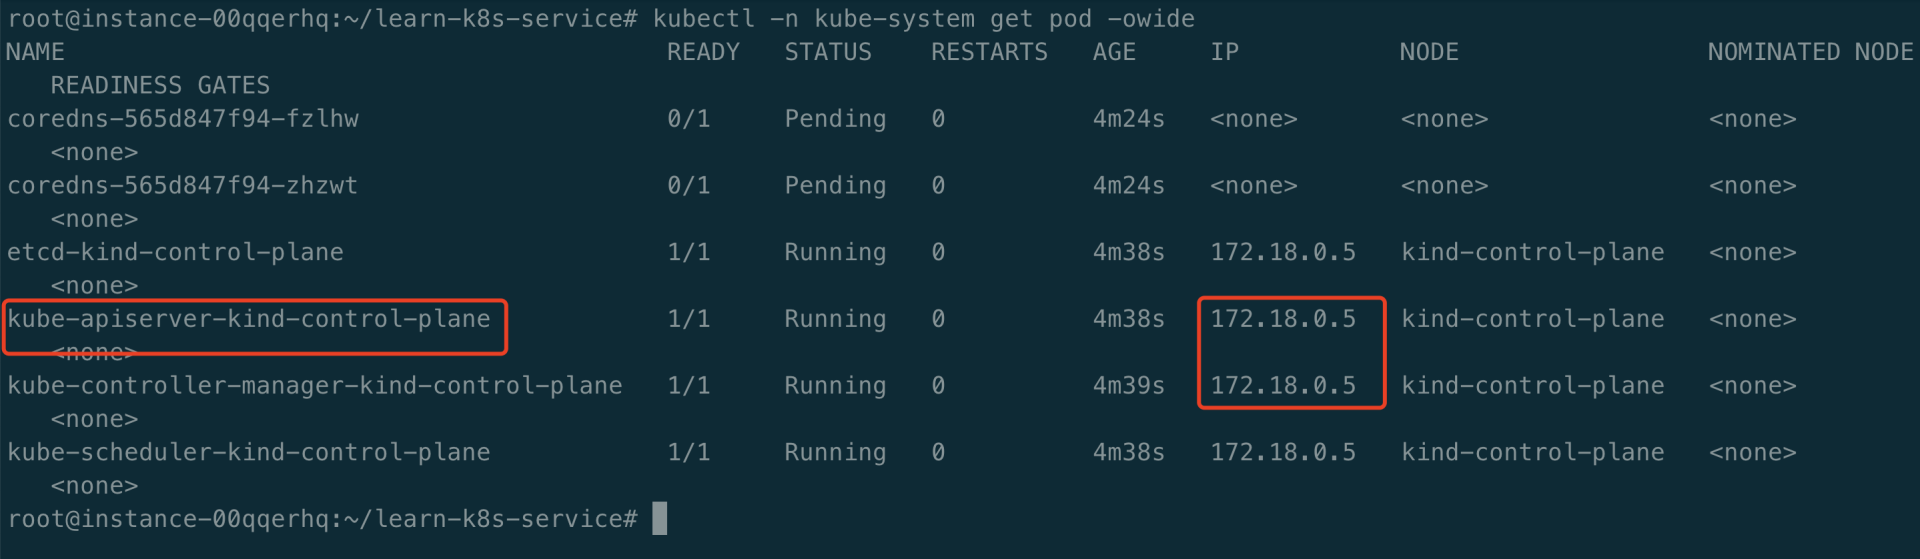 root@instance-00qqerhq:~/learn-k8s-service# kubectl -n kube-system get pod -owide
NAME READY STATUS RESTARTS AGE IP NODE NOMINATED NODE
READINESS GATES
coredns-565d847f94-fzlhw 0/1 Pending 0 4m24s <none> <none> <none>
<none>
coredns-565d847f94-zhzwt 0/1 Pending 0 4m24s <none> <none> <none>
<none>
etcd-kind-control-plane 1/1 Running 0 4m38s 172.18.0.5 kind-control-plane <none>
<none>
kube-apiserver-kind-control-plane 1/1 Running 0 4m38s 172.18.0.5 kind-control-plane <none>
<none>
kube-controller-manager-kind-control-plane 1/1 Running 0 4m39s 172.18.0.5 kind-control-plane <none>
<none>
kube-scheduler-kind-control-plane 1/1 Running 0 4m38s 172.18.0.5 kind-control-plane <none>
<none>
root@instance-00qqerhq:~/learn-k8s-service#